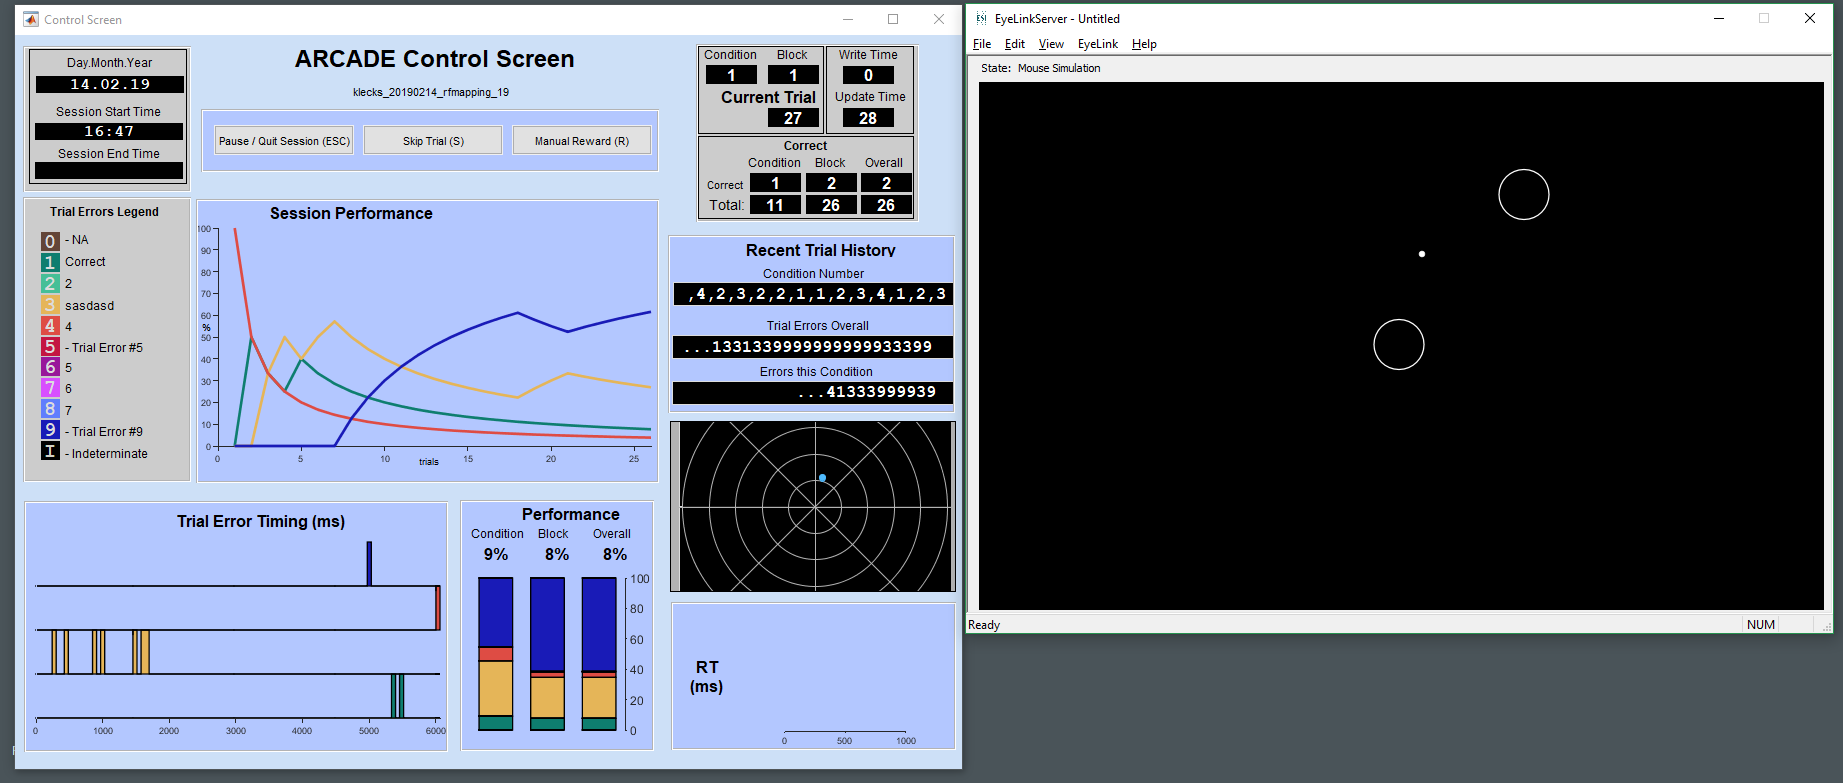 Control Screen
Day.Month.Year
14.02.19
Session Start Time
16:47
Session End Time
ARCADE Control Screen
klecks_20190214_rfmapping_19
Pause / Quit Session (ESC)
Skip Trial (S)
Manual Reward (R)
Condition Block
1 1
Current Trial
27
Write Time
0
Update Time
28
Correct
Condition Block Overall
Correct 1 2 2
Total: 11 26 26
Trial Errors Legend
0 - NA
1 Correct
2 2
3 sasdasd
4 4
5 - Trial Error #5
6 5
7 6
8 7
9 - Trial Error #9
I - Indeterminate
Session Performance
100
90
80
70
60
%
50
40
30
20
10
0
0 5 10 15 20 25
trials
Recent Trial History
Condition Number
,4,2,3,2,2,1,1,2,3,4,1,2,3
Trial Errors Overall
...1331339999999999933399
Errors this Condition
...41333999939
Trial Error Timing (ms)
0 1000 2000 3000 4000 5000 6000
Performance
Condition Block Overall
9% 8% 8%
100
80
60
40
20
0
RT
(ms)
0 500 1000
EyeLinkServer - Untitled
File Edit View EyeLink Help
State: Mouse Simulation
Ready
NUM